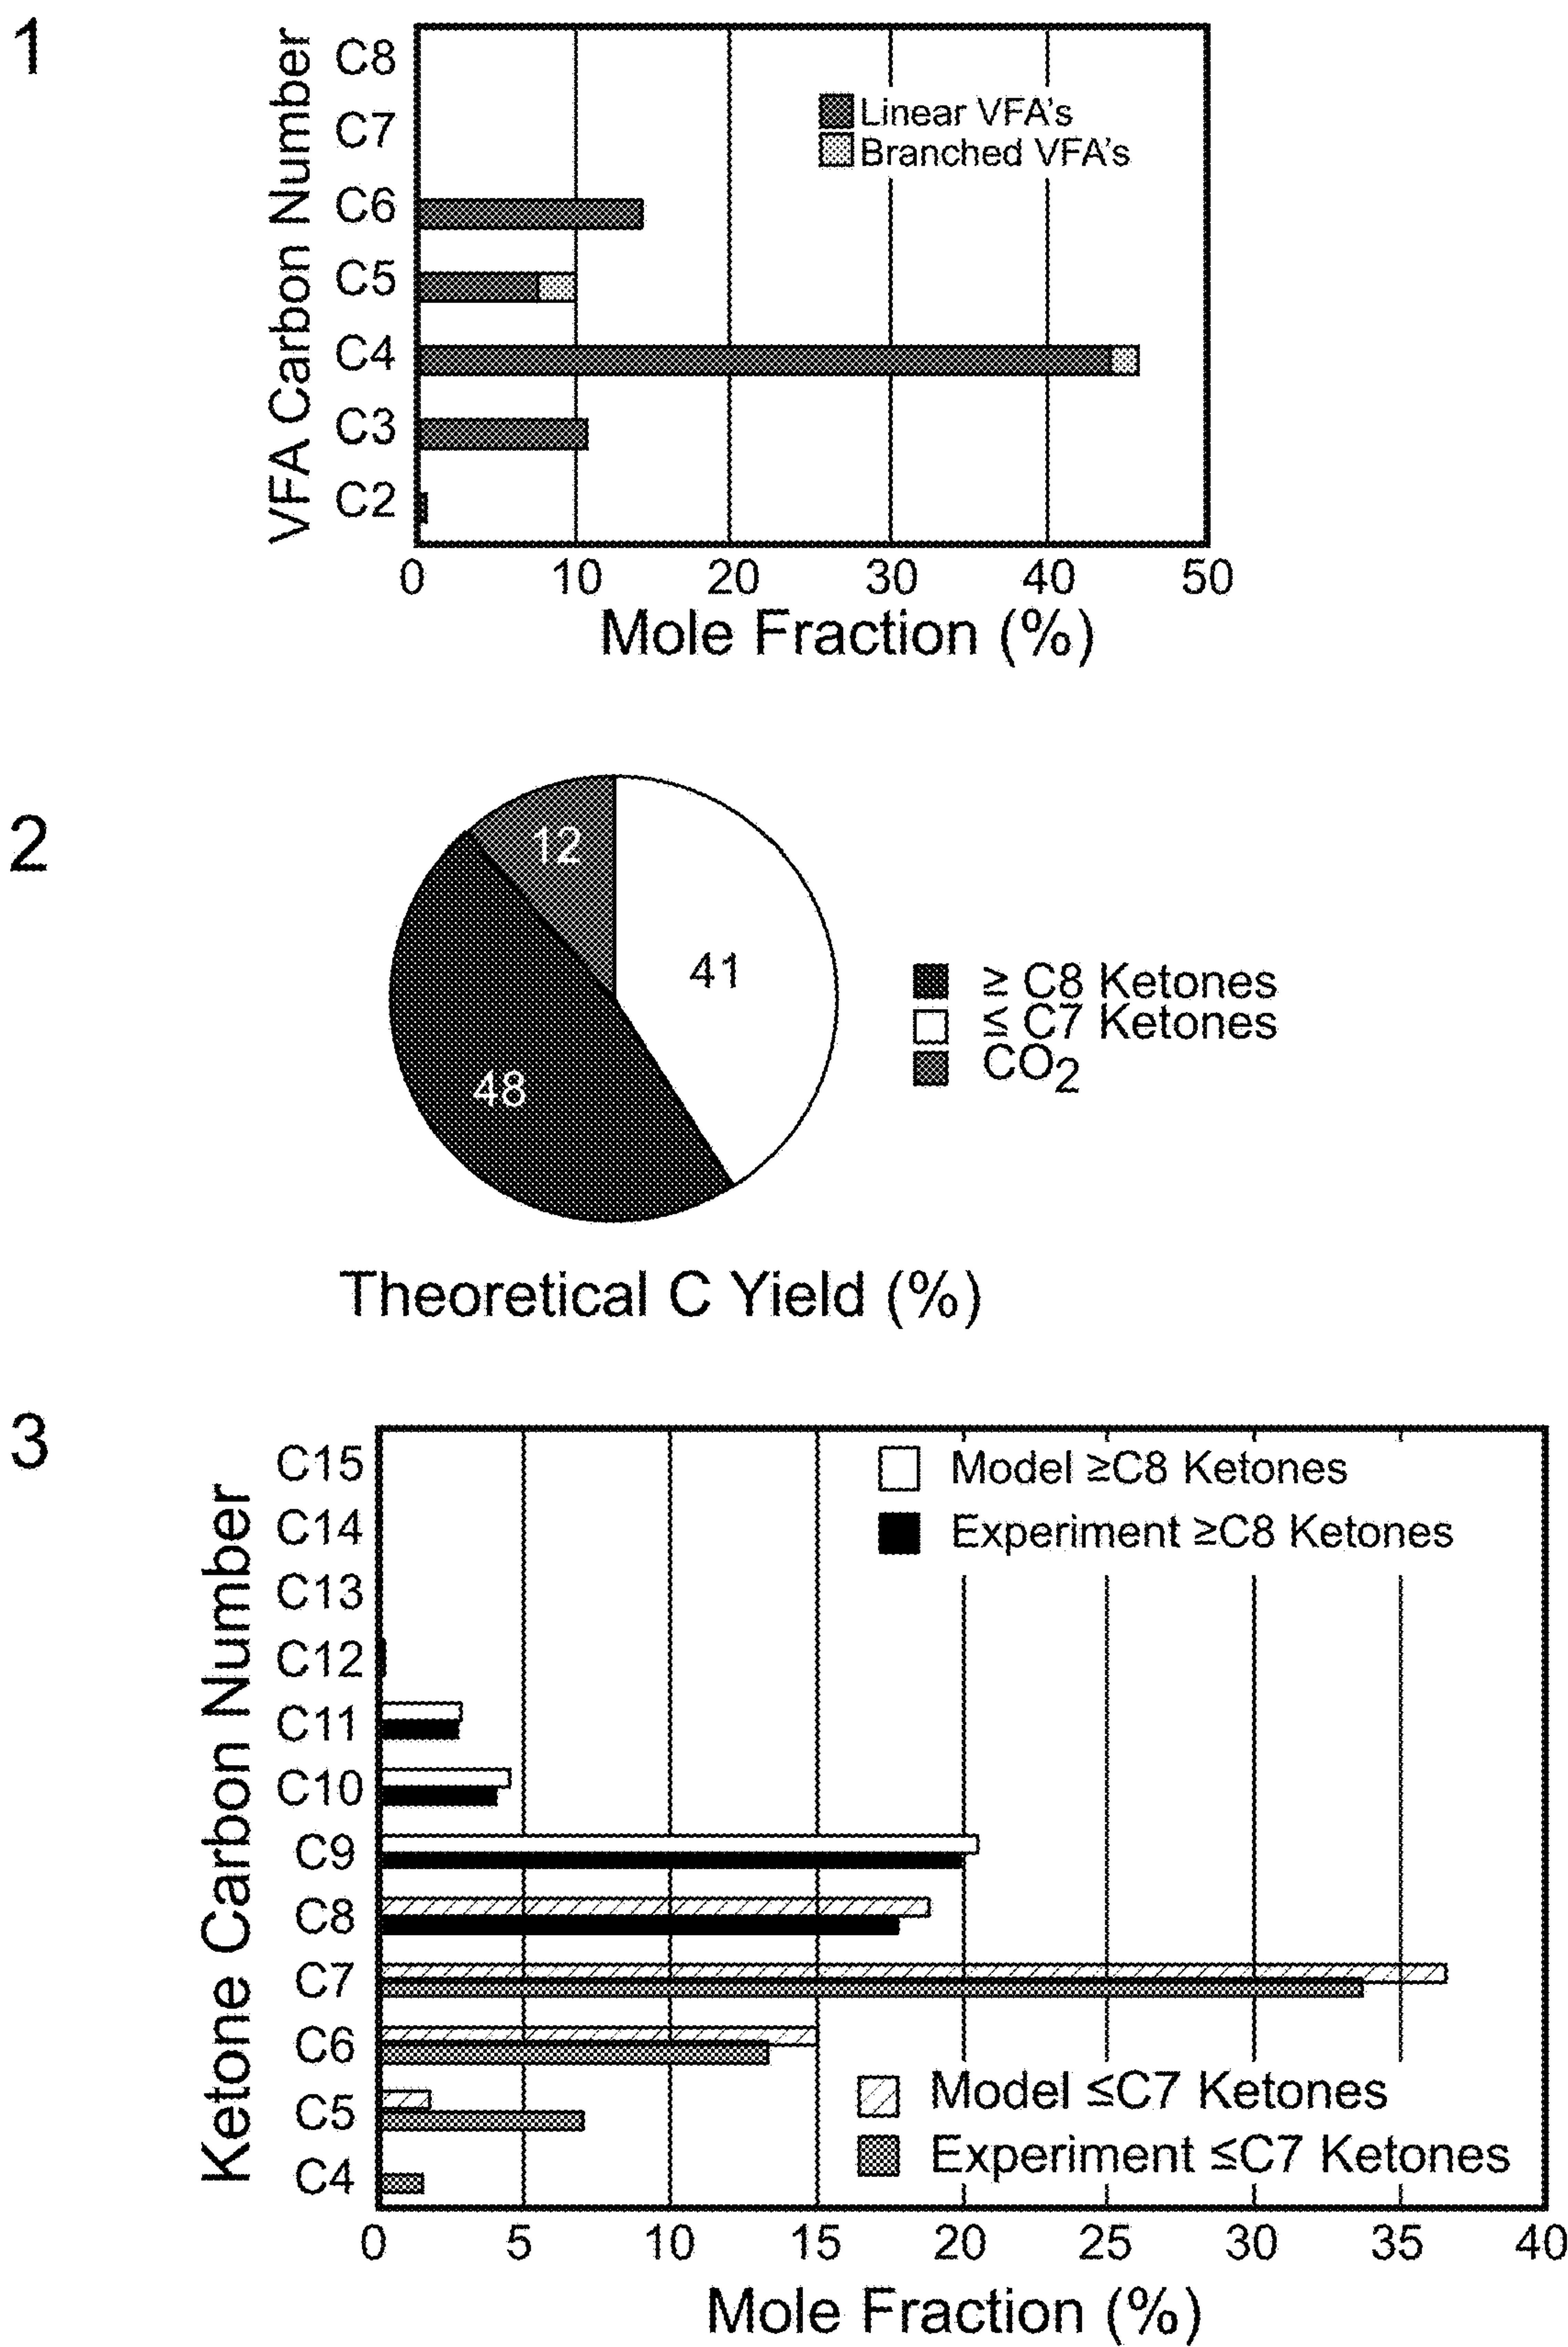 1
VFA Carbon Number
C8
C7
C6
C5
C4
C3
C2
Linear VFA's
Branched VFA's
0 10 20 30 40 50
Mole Fraction (%)
2
12
41
48
≥ C8 Ketones
≤ C7 Ketones
CO2
Theoretical C Yield (%)
3
Ketone Carbon Number
C15
C14
C13
C12
C11
C10
C9
C8
C7
C6
C5
C4
Model ≥C8 Ketones
Experiment ≥C8 Ketones
Model ≤C7 Ketones
Experiment ≤C7 Ketones
0 5 10 15 20 25 30 35 40
Mole Fraction (%)